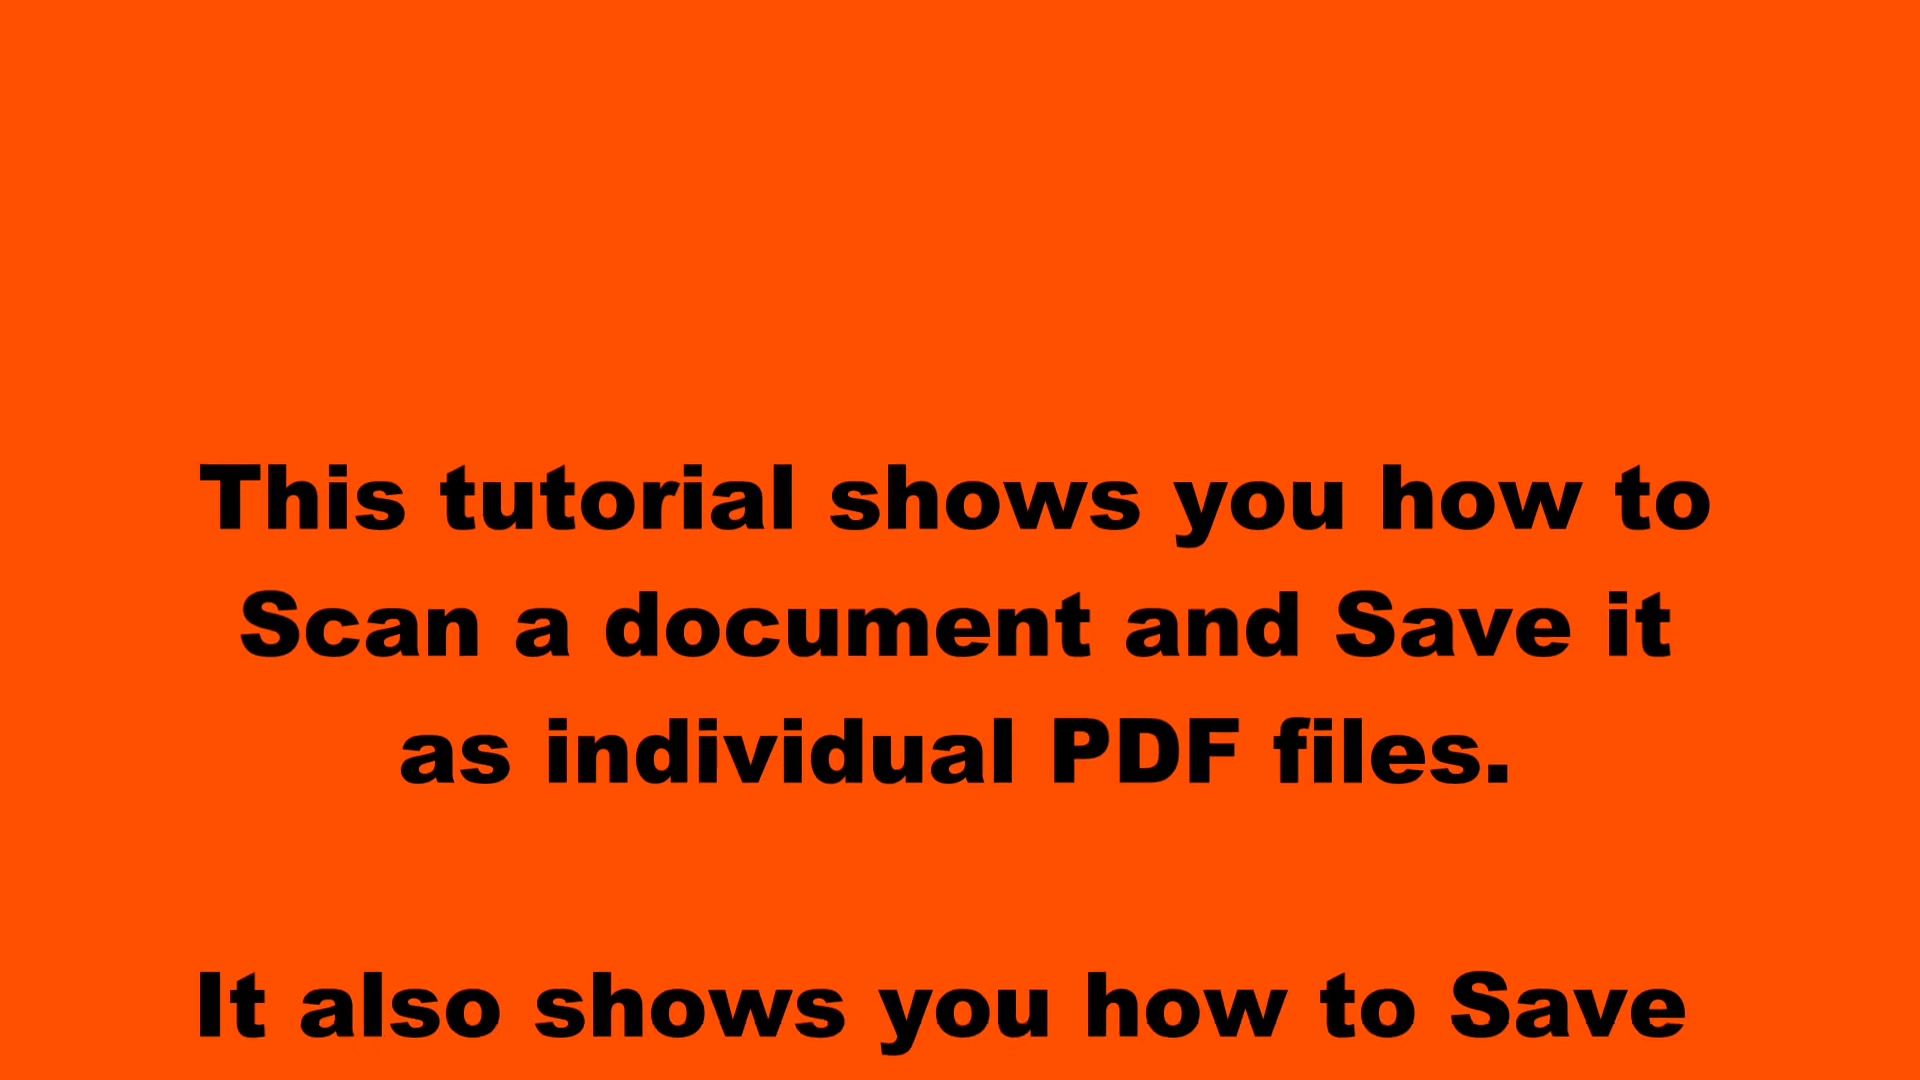 This tutorial shows you how to
Scan a document and Save it
as individual PDF files.
It also shows you how to Save